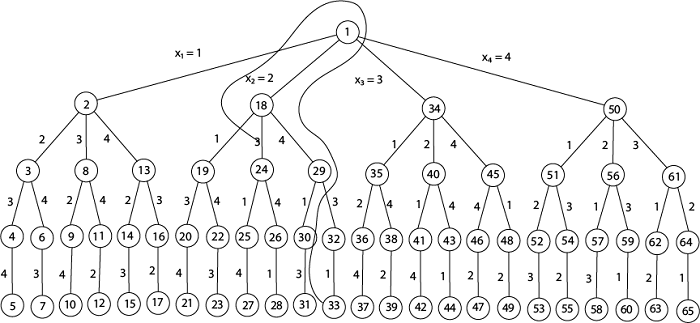 1
x₁ = 1
x₂ = 2
x₃ = 3
x₄ = 4
2 18 34 50
2 3 4 1 3 4 1 2 4 1 2 3
3 8 13 19 24 29 35 40 45 51 56 61
3 4 2 4 2 3 3 4 1 4 1 3 2 4 1 4 4 1 2 3 1 3 1 2
4 6 9 11 14 16 20 22 25 26 30 32 36 38 41 43 46 48 52 54 57 59 62 64
4 3 4 2 3 2 4 3 4 1 3 1 4 2 4 1 2 2 3 2 3 1 2 1
5 7 10 12 15 17 21 23 27 28 31 33 37 39 42 44 47 49 53 55 58 60 63 65